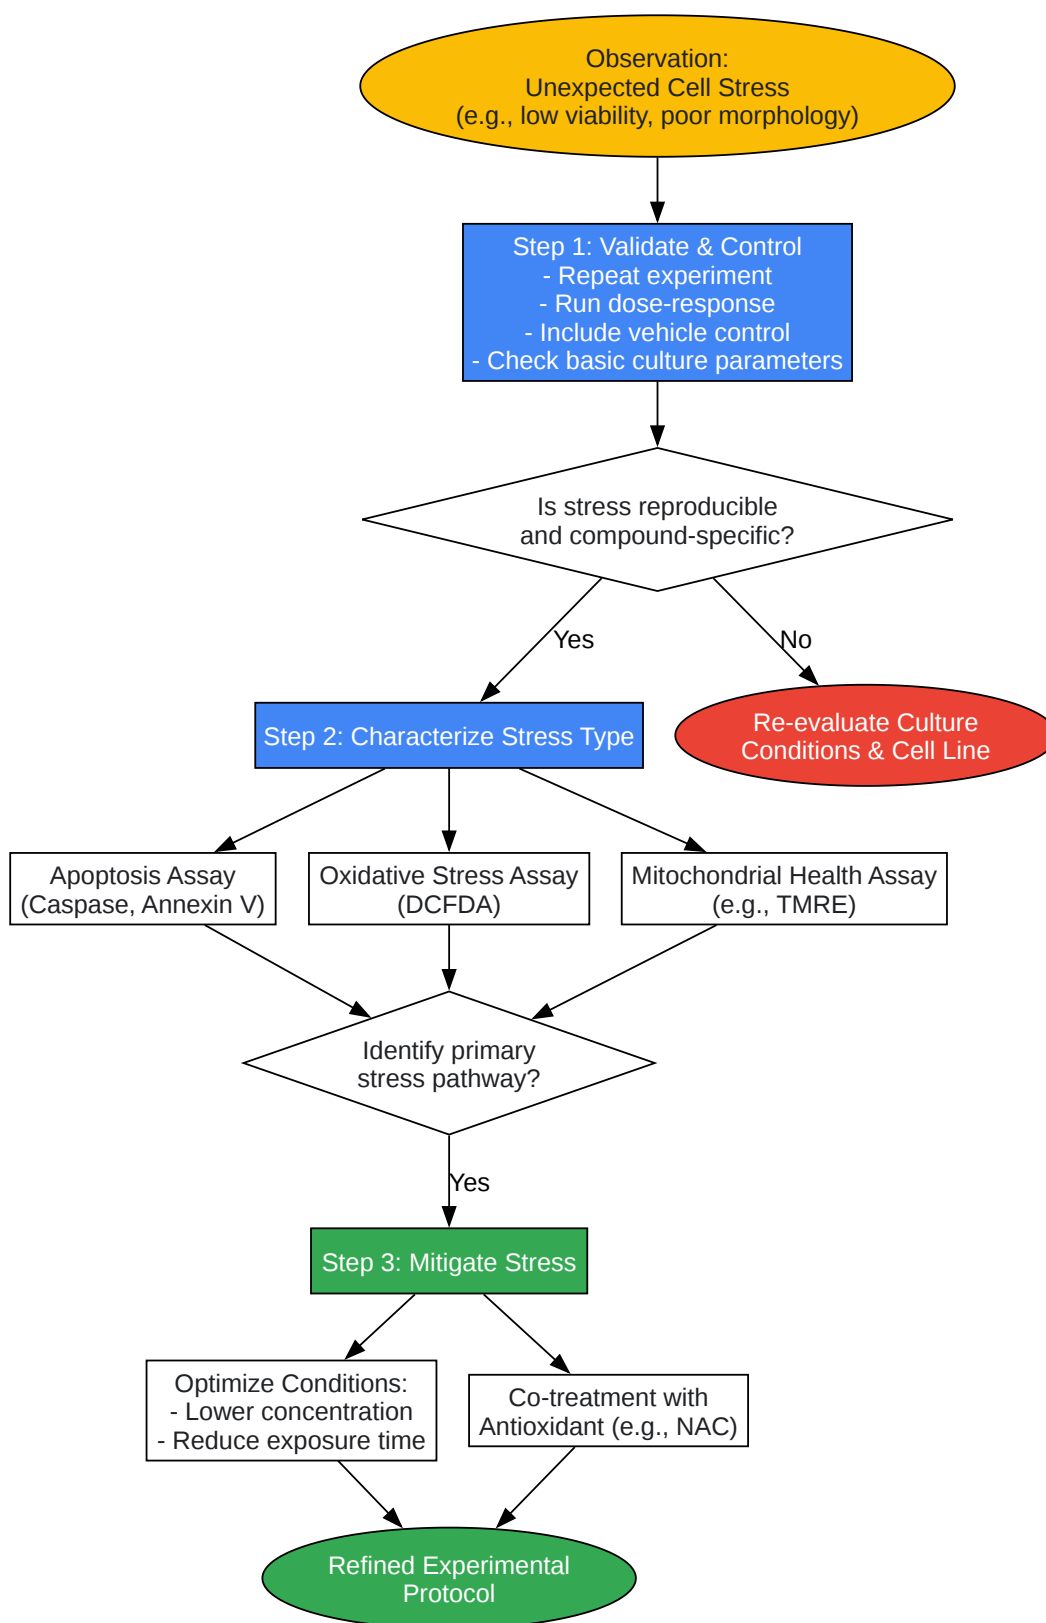 Observation:
Unexpected Cell Stress
(e.g., low viability, poor morphology)
Step 1: Validate & Control
- Repeat experiment
- Run dose-response
- Include vehicle control
- Check basic culture parameters
Is stress reproducible
and compound-specific?
Yes
No
Step 2: Characterize Stress Type
Re-evaluate Culture
Conditions & Cell Line
Apoptosis Assay
(Caspase, Annexin V)
Oxidative Stress Assay
(DCFDA)
Mitochondrial Health Assay
(e.g., TMRE)
Identify primary
stress pathway?
Yes
Step 3: Mitigate Stress
Optimize Conditions:
- Lower concentration
- Reduce exposure time
Co-treatment with
Antioxidant (e.g., NAC)
Refined Experimental
Protocol